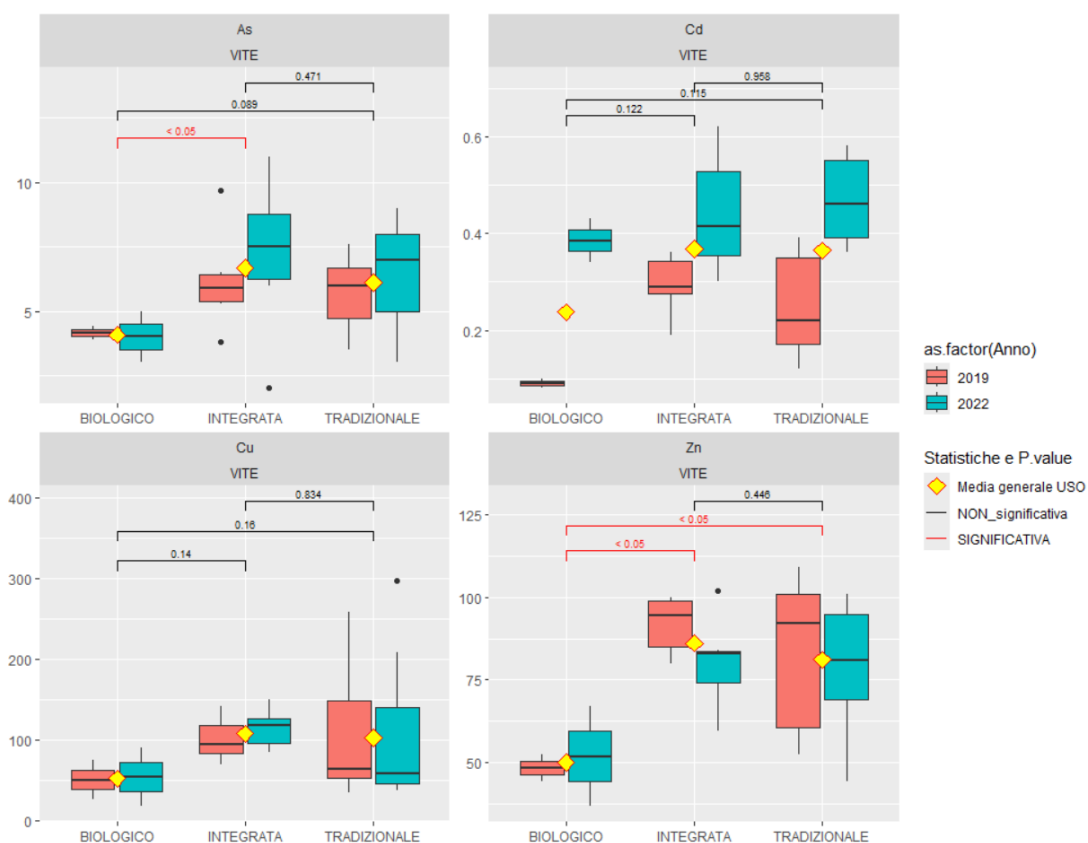 As
VITE
0.471
0.089
< 0.05
10
5
BIOLOGICO INTEGRATA TRADIZIONALE
Cd
VITE
0.958
0.115
0.122
0.6
0.4
0.2
BIOLOGICO INTEGRATA TRADIZIONALE
Cu
VITE
0.834
0.16
0.14
400
300
200
100
0
BIOLOGICO INTEGRATA TRADIZIONALE
Zn
VITE
0.446
< 0.05
< 0.05
125
100
75
50
BIOLOGICO INTEGRATA TRADIZIONALE
as.factor(Anno)
2019
2022
Statistiche e P.value
Media generale USO
NON_significativa
SIGNIFICATIVA